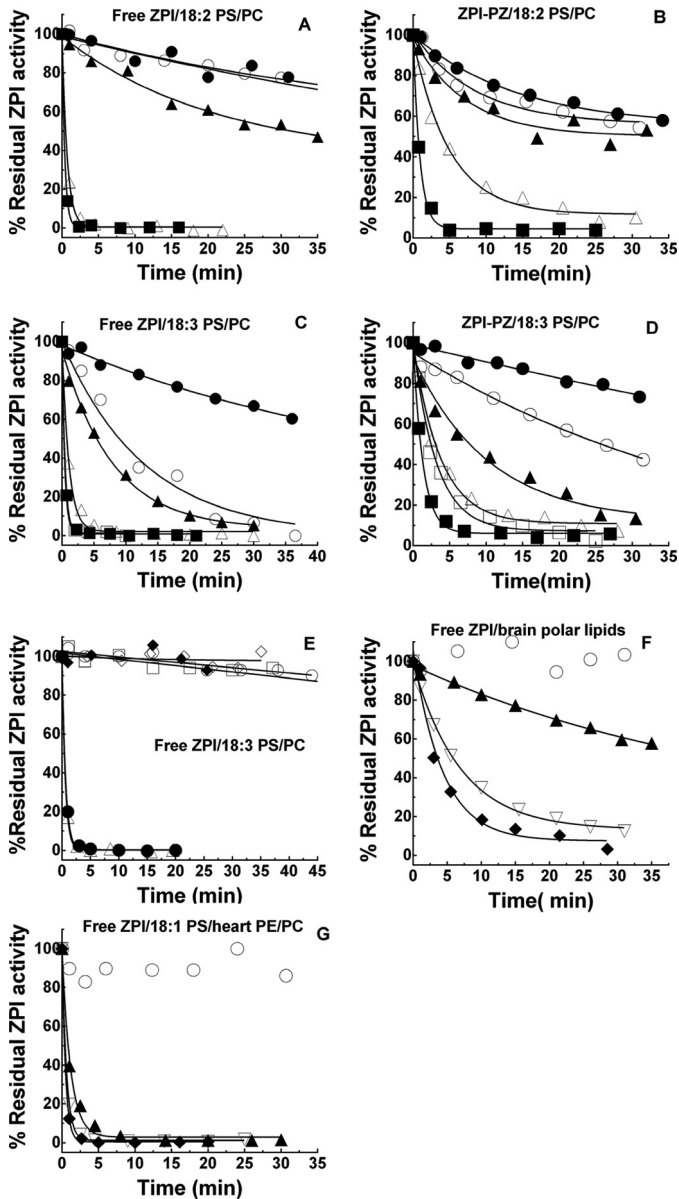 Free ZPI/18:2 PS/PC
A
% Residual ZPI activity
100
80
60
40
20
0
0 5 10 15 20 25 30 35
Time (min)
ZPI-PZ/18:2 PS/PC
B
% Residual ZPI activity
100
80
60
40
20
0
0 5 10 15 20 25 30 35
Time(min)
Free ZPI/18:3 PS/PC
C
% Residual ZPI activity
100
80
60
40
20
0
0 5 10 15 20 25 30 35 40
Time (min)
ZPI-PZ/18:3 PS/PC
D
% Residual ZPI activity
100
80
60
40
20
0
0 5 10 15 20 25 30 35
Time(min)
E
%Residual ZPI activity
100
80
60
40
20
0
Free ZPI/18:3 PS/PC
0 5 10 15 20 25 30 35 40 45
Time (min)
Free ZPI/brain polar lipids
F
% Residual ZPI activity
100
80
60
40
20
0
0 5 10 15 20 25 30 35
Time( min)
Free ZPI/18:1 PS/heart PE/PC
G
% Residual ZPI activity
100
80
60
40
20
0
0 5 10 15 20 25 30 35
Time (min)